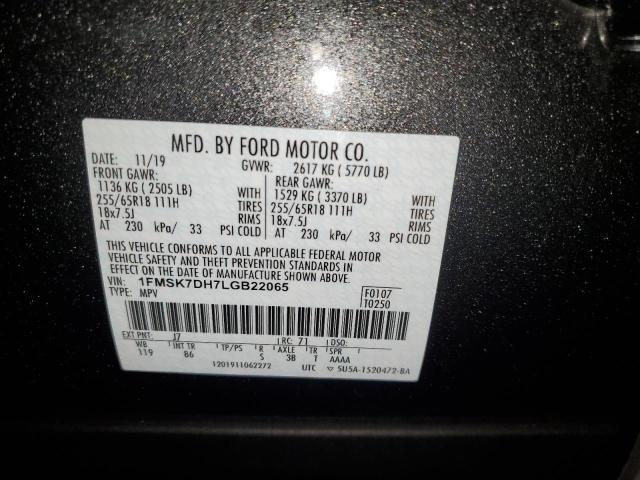 MFD. BY FORD MOTOR CO.
DATE: 11/19 GVWR: 2617 KG ( 5770 LB)
FRONT GAWR: REAR GAWR:
1136 KG ( 2505 LB) WITH 1529 KG ( 3370 LB) WITH
255/65R18 111H TIRES 255/65R18 111H TIRES
18x7.5J RIMS 18x7.5J RIMS
AT 230 kPa/ 33 PSI COLD AT 230 kPa/ 33 PSI COLD
THIS VEHICLE CONFORMS TO ALL APPLICABLE FEDERAL MOTOR
VEHICLE SAFETY AND THEFT PREVENTION STANDARDS IN
EFFECT ON THE DATE OF MANUFACTURE SHOWN ABOVE.
VIN: 1FMSK7DH7LGB22065 F0107
TYPE: MPV T0250
EXT PNT: J7 RC: 71
WB INT TR TP/PS R AXLE TR SPR
119 86 S 3B T AAAA
1201911062272 UTC ▽ 5U5A-1520472-BA